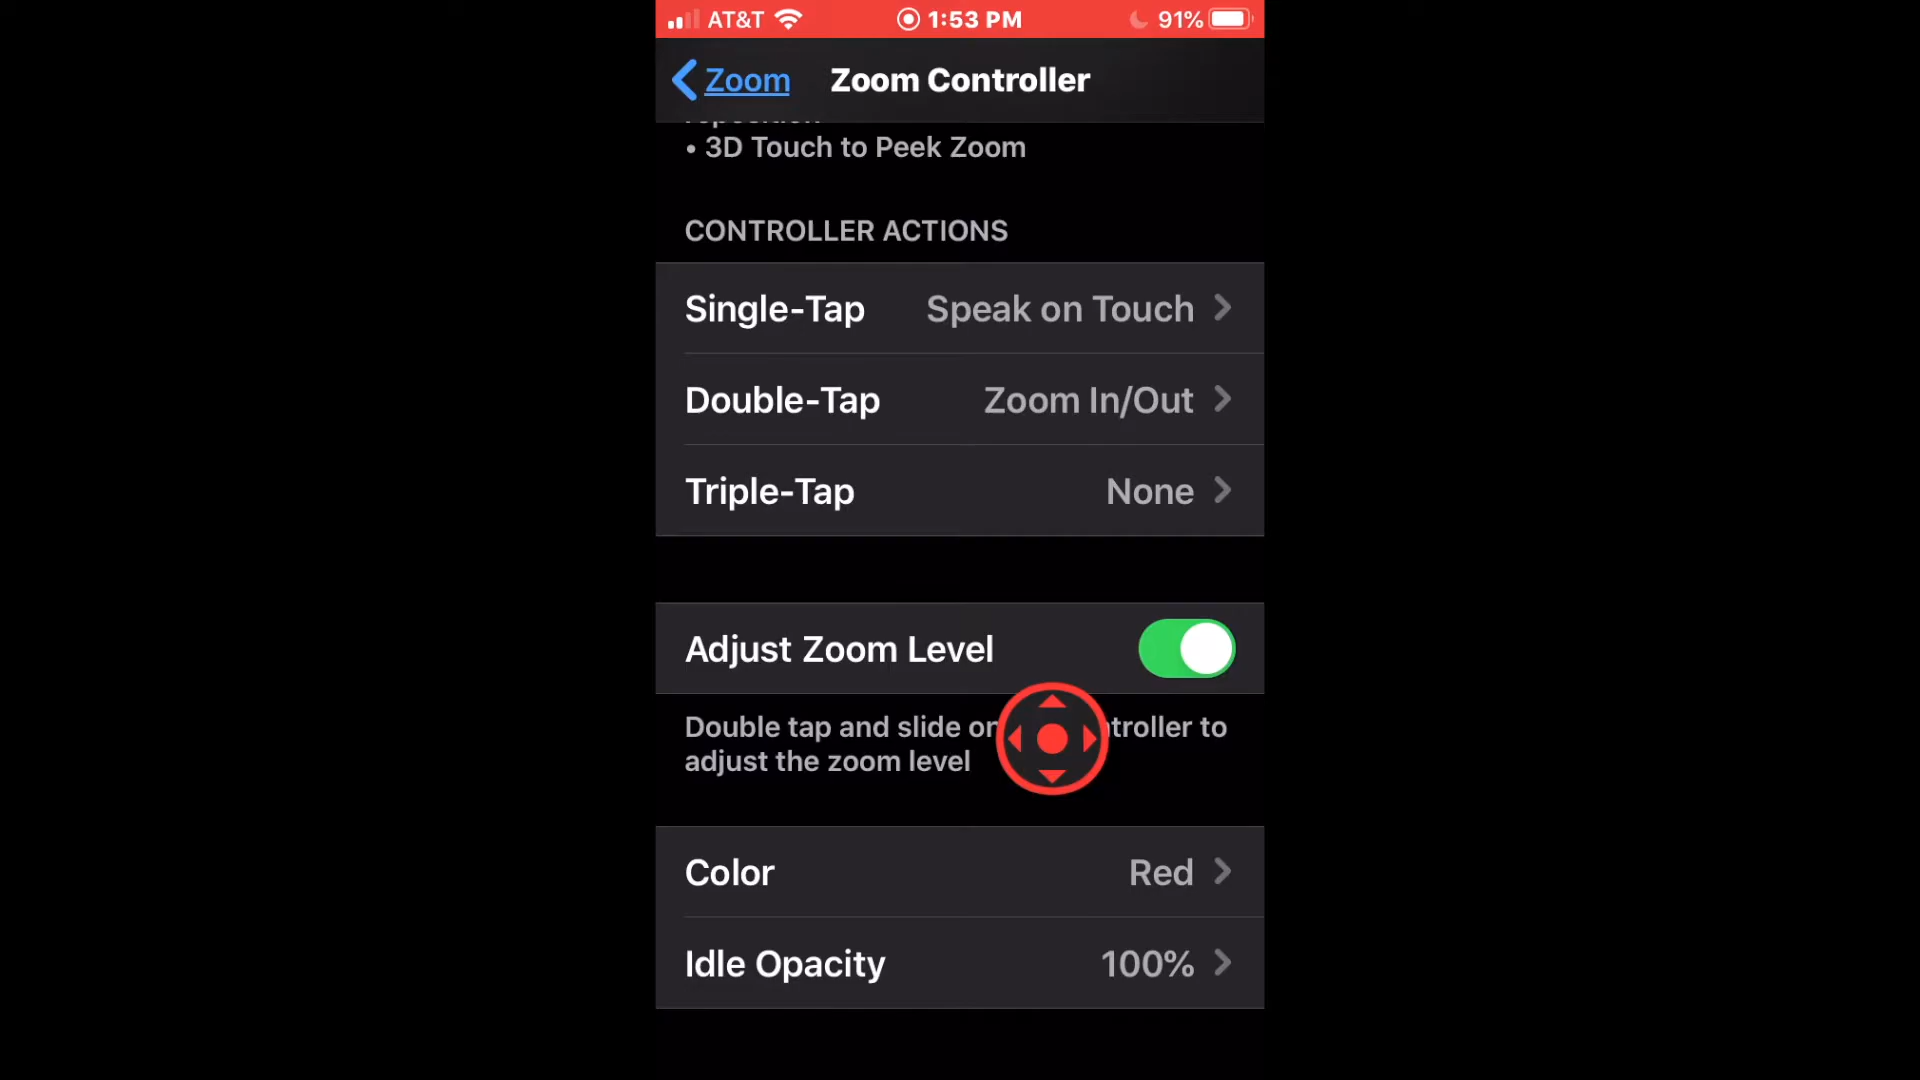 AT&T 1:53 PM 91%
Zoom Zoom Controller
• 3D Touch to Peek Zoom
CONTROLLER ACTIONS
Single-Tap Speak on Touch
Double-Tap Zoom In/Out
Triple-Tap None
Adjust Zoom Level
Double tap and slide on troller to
adjust the zoom level
Color Red
Idle Opacity 100%